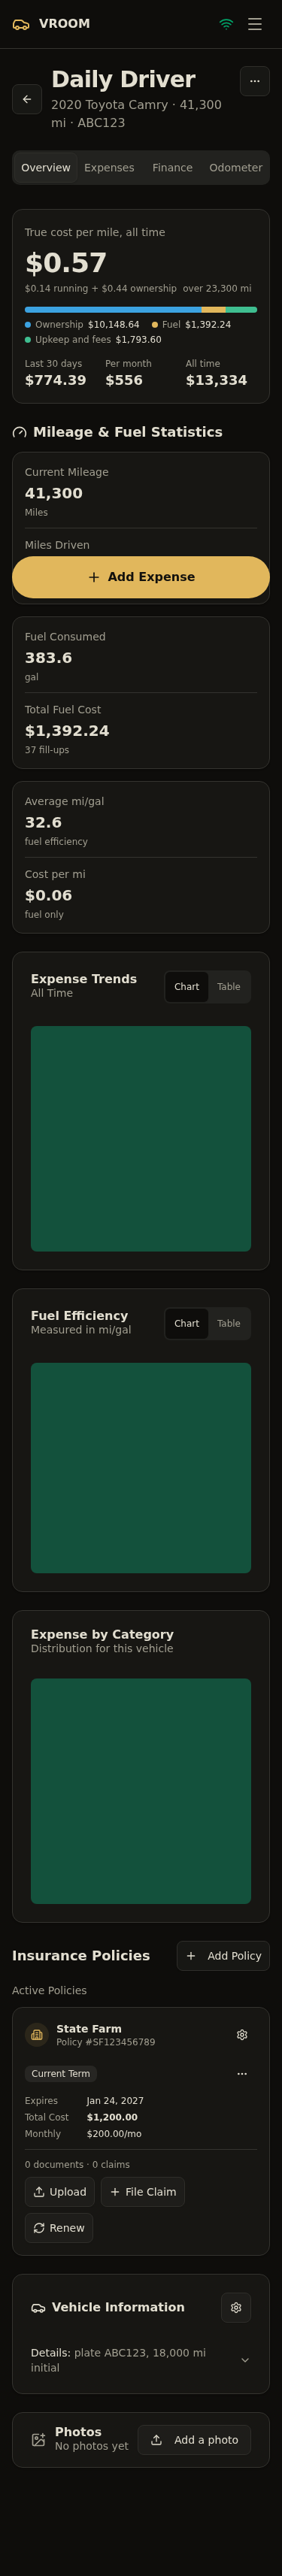 VROOM
Daily Driver
2020 Toyota Camry · 41,300
mi · ABC123
Overview Expenses Finance Odometer
True cost per mile, all time
$0.57
$0.14 running + $0.44 ownership over 23,300 mi
Ownership $10,148.64 Fuel $1,392.24
Upkeep and fees $1,793.60
Last 30 days Per month All time
$774.39 $556 $13,334
Mileage & Fuel Statistics
Current Mileage
41,300
Miles
Miles Driven
Add Expense
Fuel Consumed
383.6
gal
Total Fuel Cost
$1,392.24
37 fill-ups
Average mi/gal
32.6
fuel efficiency
Cost per mi
$0.06
fuel only
Expense Trends
All Time
Chart Table
Fuel Efficiency
Measured in mi/gal
Chart Table
Expense by Category
Distribution for this vehicle
Insurance Policies
Add Policy
Active Policies
State Farm
Policy #SF123456789
Current Term
Expires Jan 24, 2027
Total Cost $1,200.00
Monthly $200.00/mo
0 documents · 0 claims
Upload File Claim
Renew
Vehicle Information
Details: plate ABC123, 18,000 mi
initial
Photos
No photos yet
Add a photo